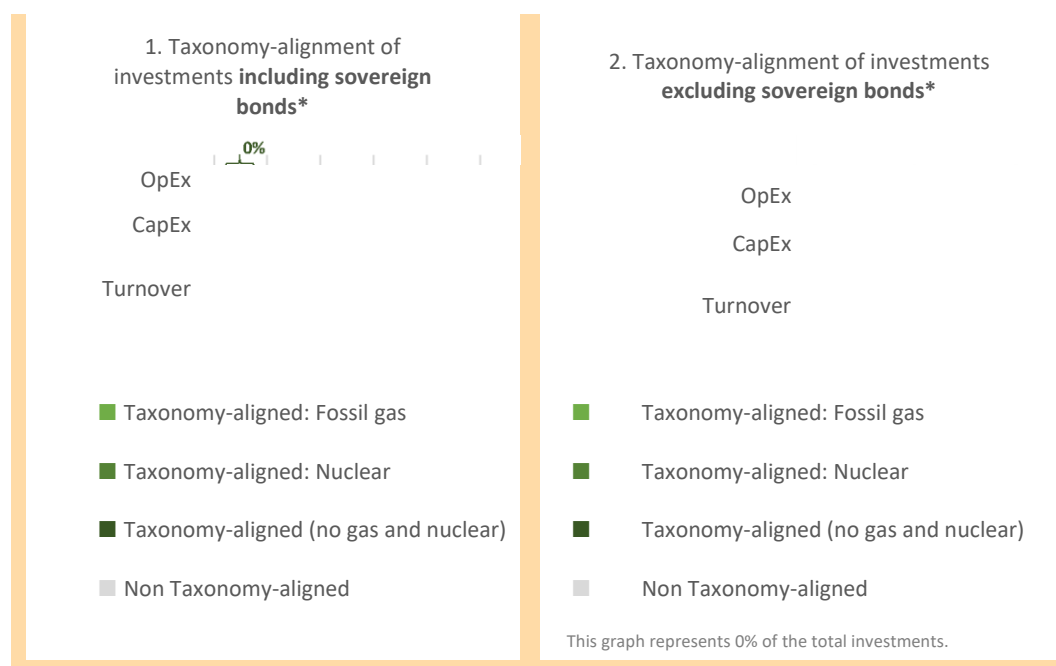 1. Taxonomy-alignment of
investments including sovereign
bonds*
0%
OpEx
CapEx
Turnover
Taxonomy-aligned: Fossil gas
Taxonomy-aligned: Nuclear
Taxonomy-aligned (no gas and nuclear)
Non Taxonomy-aligned
2. Taxonomy-alignment of investments
excluding sovereign bonds*
OpEx
CapEx
Turnover
Taxonomy-aligned: Fossil gas
Taxonomy-aligned: Nuclear
Taxonomy-aligned (no gas and nuclear)
Non Taxonomy-aligned
This graph represents 0% of the total investments.